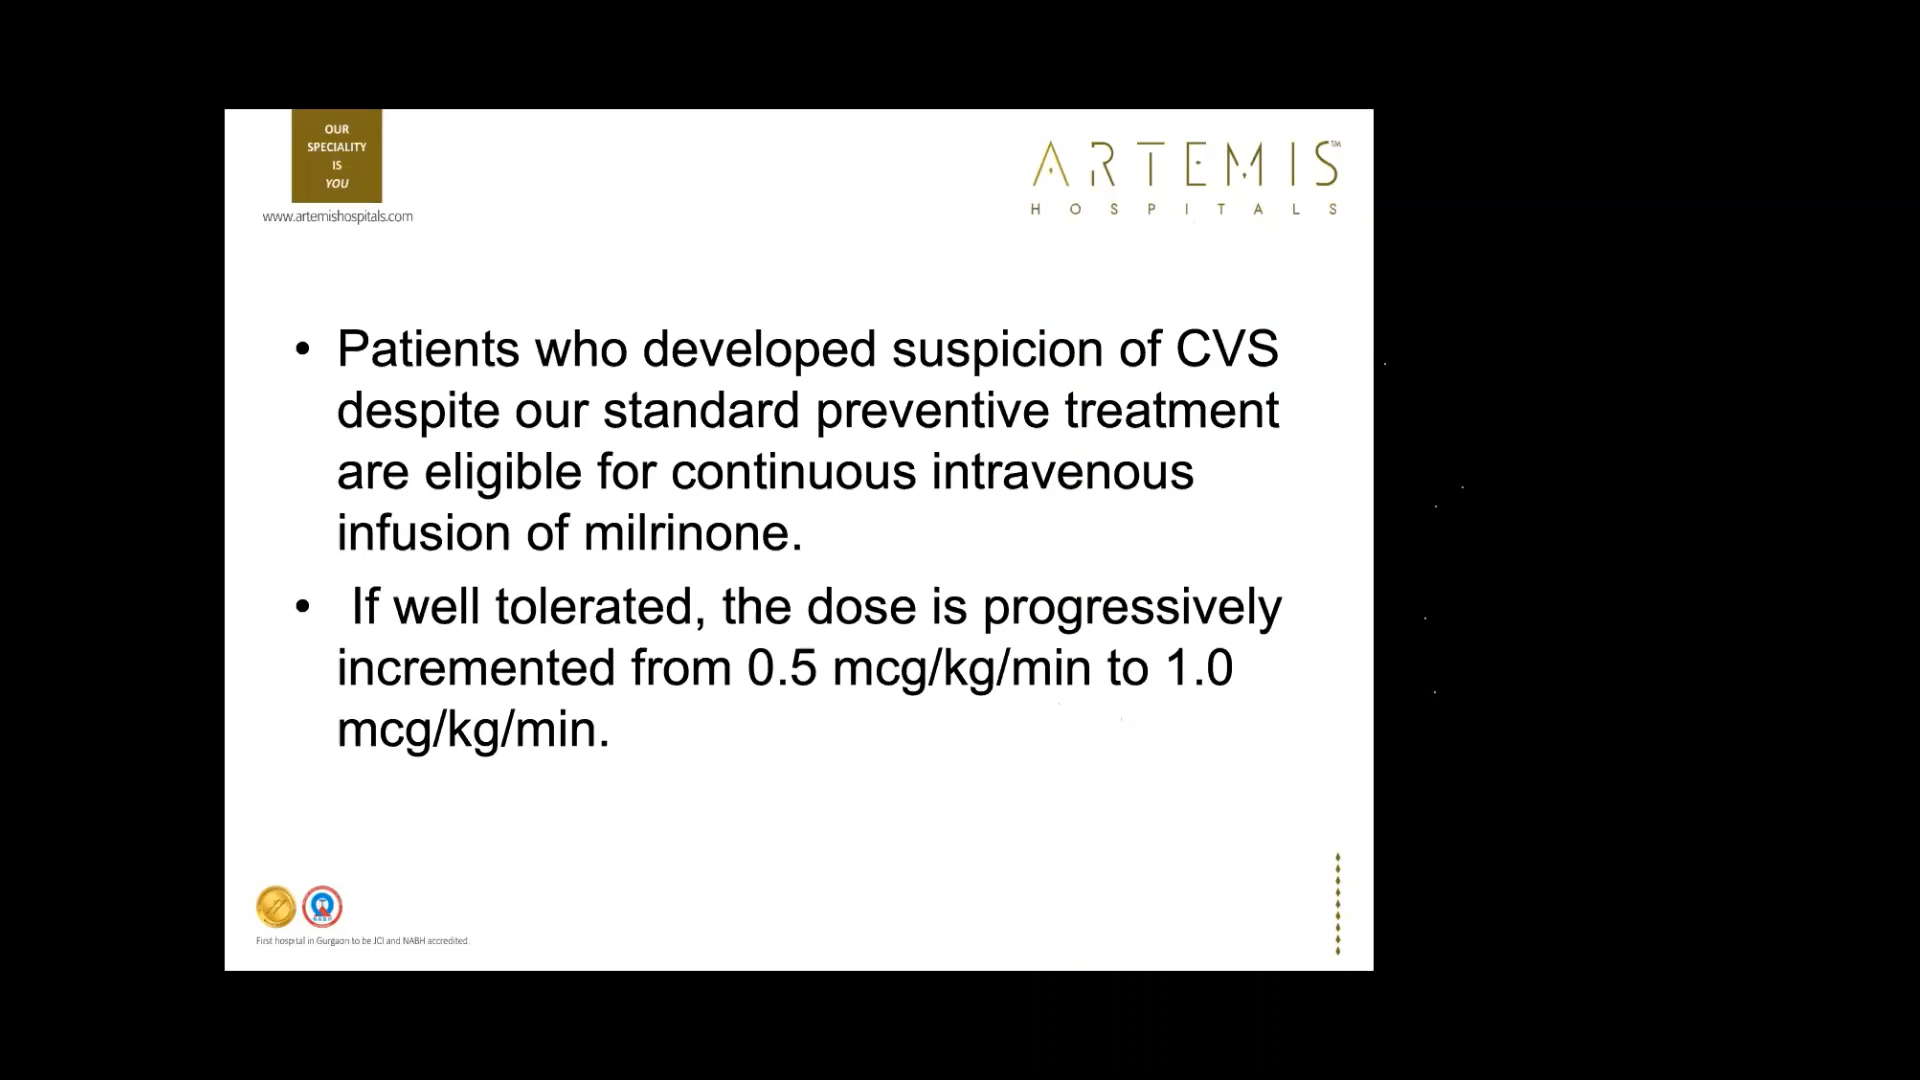 OUR
SPECIALITY
IS
YOU
www.artemishospitals.com
ARTEMIS™
HOSPITALS
• Patients who developed suspicion of CVS
despite our standard preventive treatment
are eligible for continuous intravenous
infusion of milrinone.
• If well tolerated, the dose is progressively
incremented from 0.5 mcg/kg/min to 1.0
mcg/kg/min.
First hospital in Gurgaon to be JCI and NABH accredited.